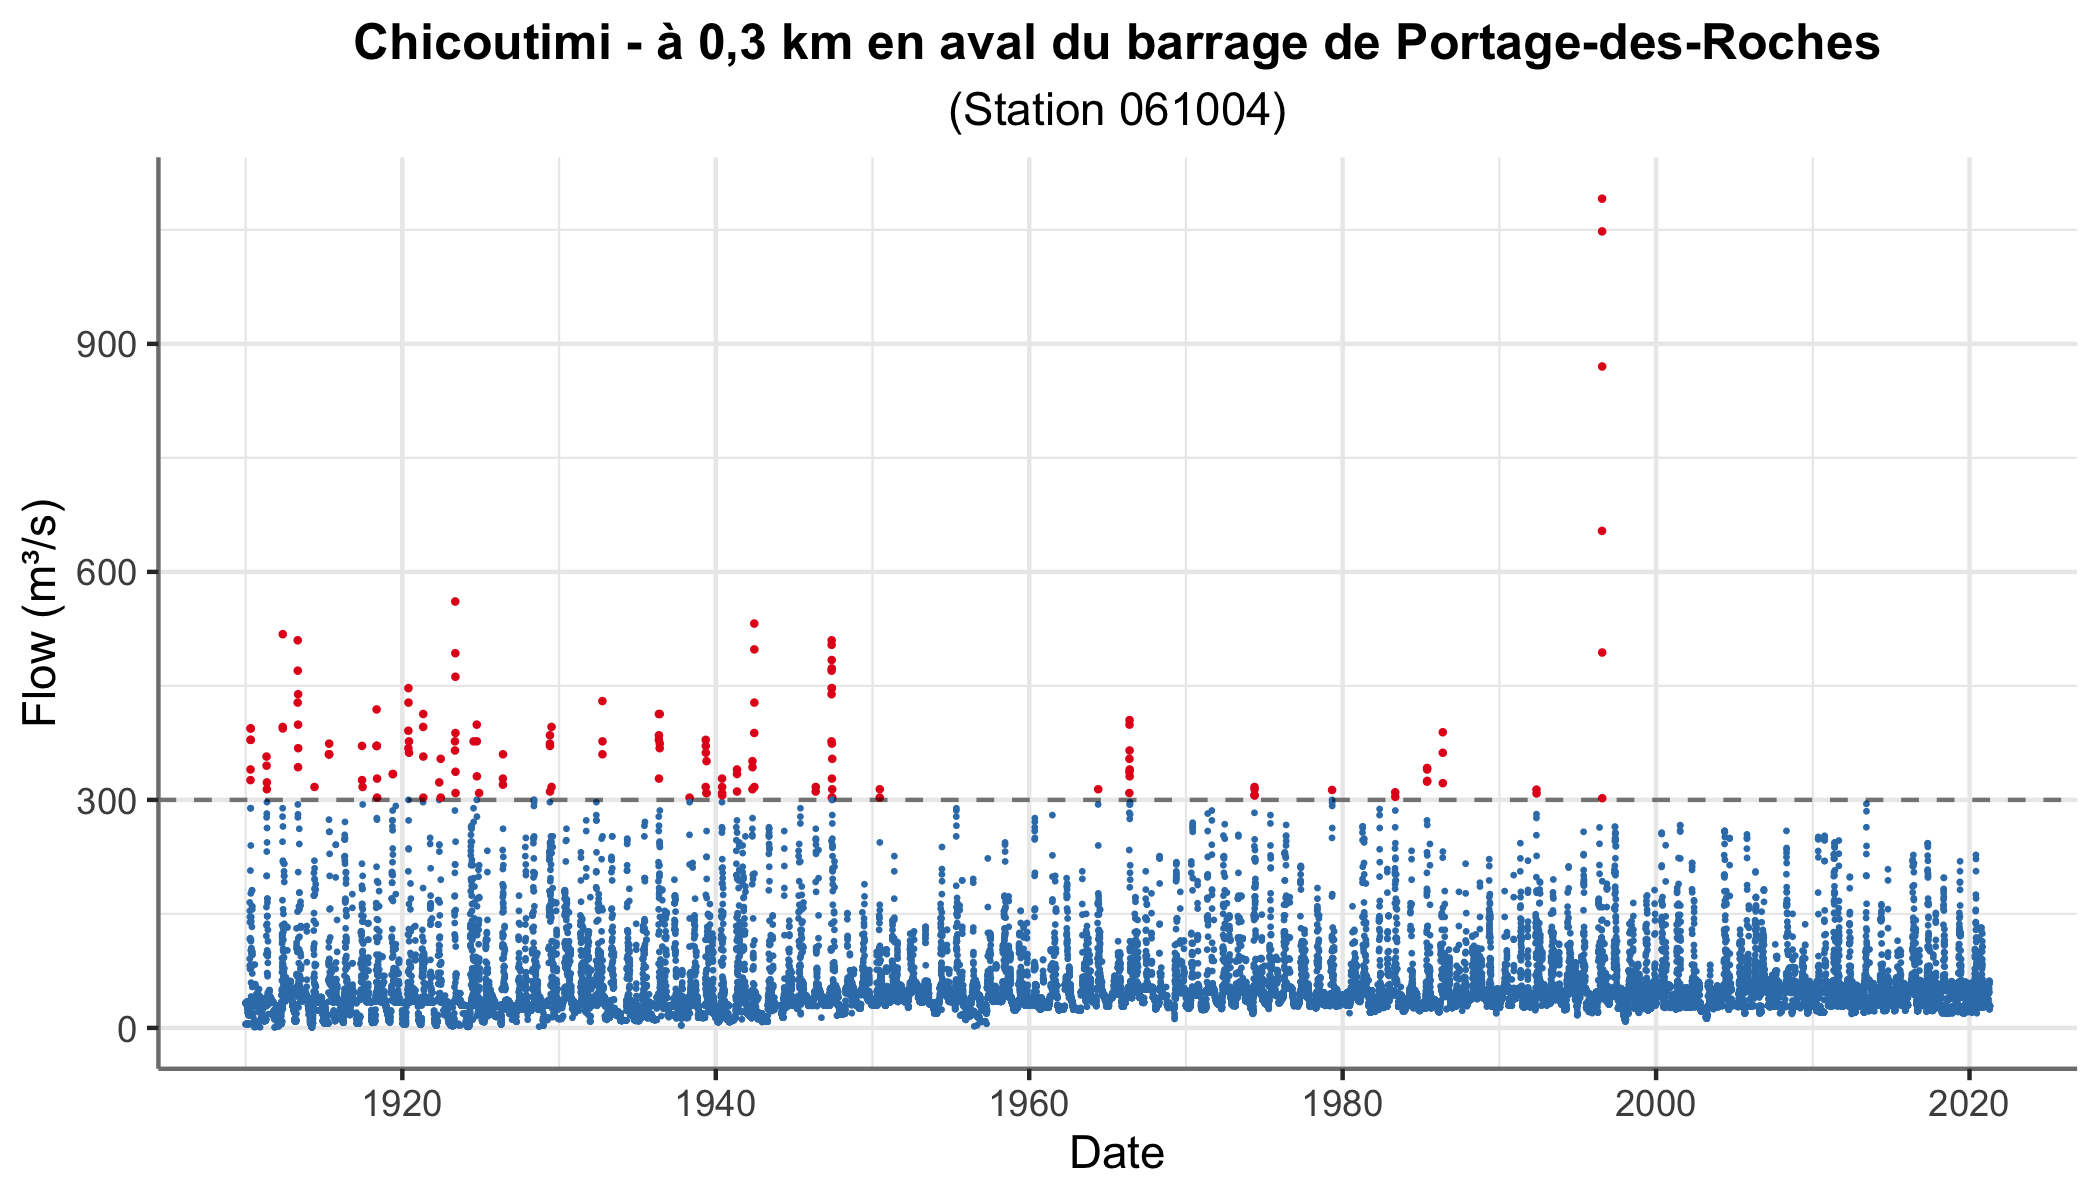 Chicoutimi - à 0,3 km en aval du barrage de Portage-des-Roches
(Station 061004)
Flow (m³/s)
900
600
300
0
1920 1940 1960 1980 2000 2020
Date